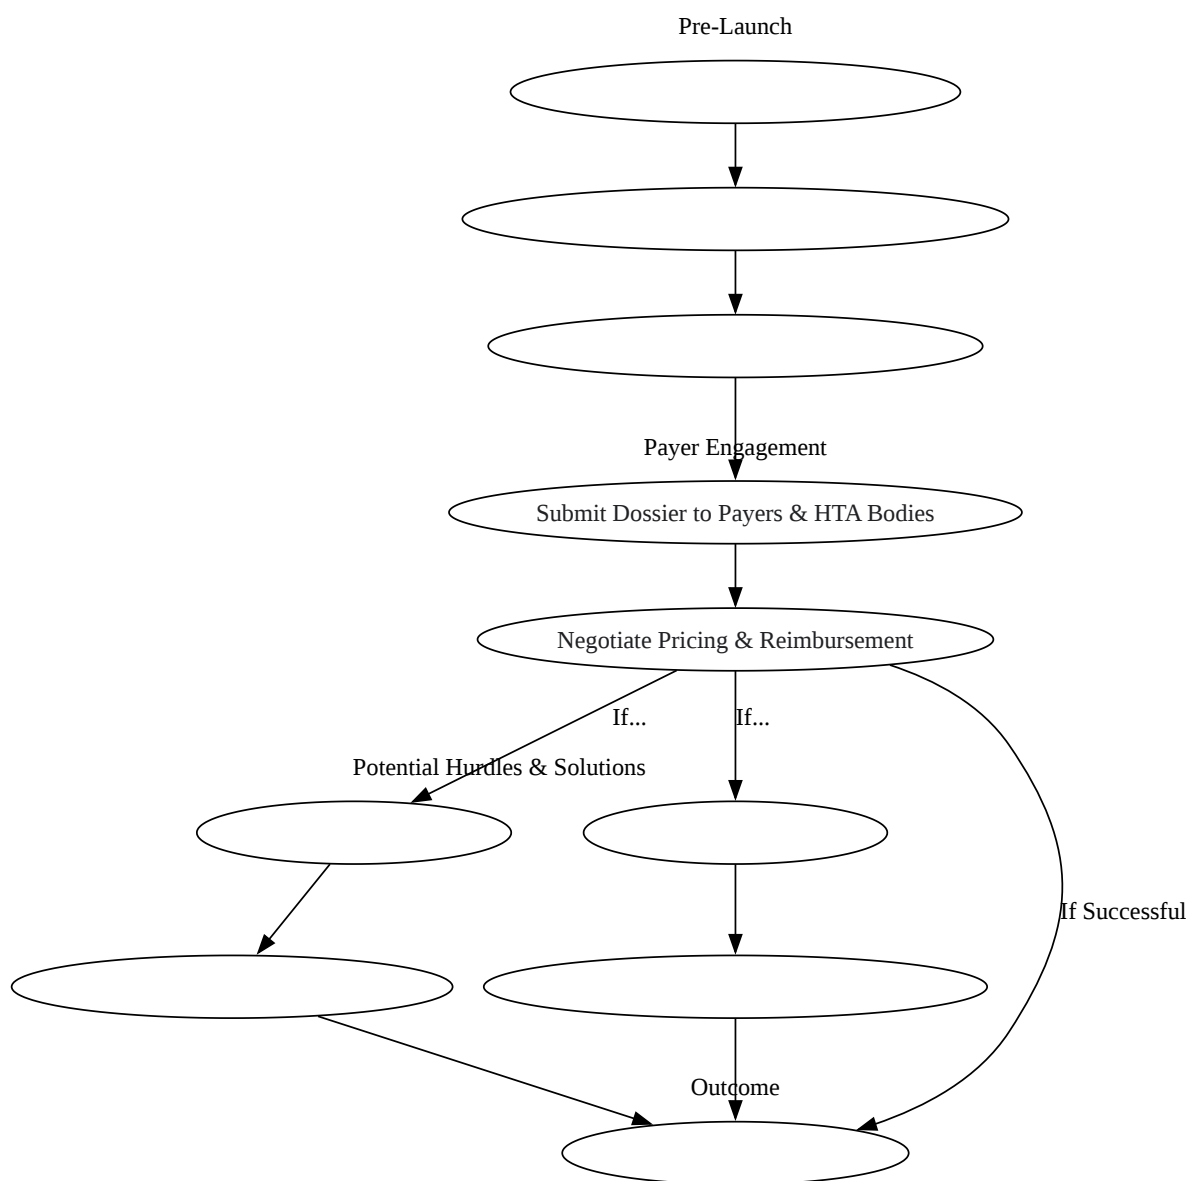 Pre-Launch
Payer Engagement
Submit Dossier to Payers & HTA Bodies
Negotiate Pricing & Reimbursement
If...
If...
Potential Hurdles & Solutions
If Successful
Outcome